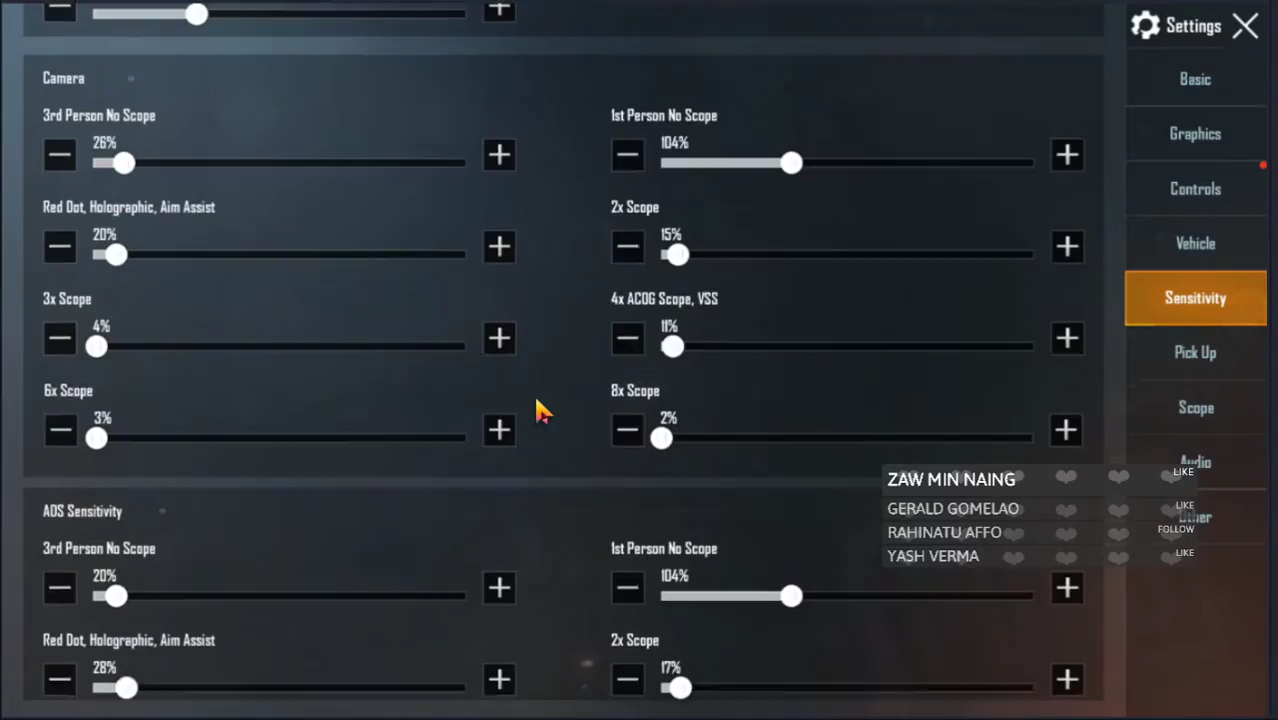 Settings
Camera
3rd Person No Scope
26%
1st Person No Scope
104%
Red Dot, Holographic, Aim Assist
20%
2x Scope
15%
3x Scope
4%
4x ACOG Scope, VSS
11%
6x Scope
3%
8x Scope
2%
ADS Sensitivity
3rd Person No Scope
20%
1st Person No Scope
104%
Red Dot, Holographic, Aim Assist
28%
2x Scope
17%
Basic
Graphics
Controls
Vehicle
Sensitivity
Pick Up
Scope
Audio
Other
ZAW MIN NAING LIKE
GERALD GOMELAO LIKE
RAHINATU AFFO FOLLOW
YASH VERMA LIKE